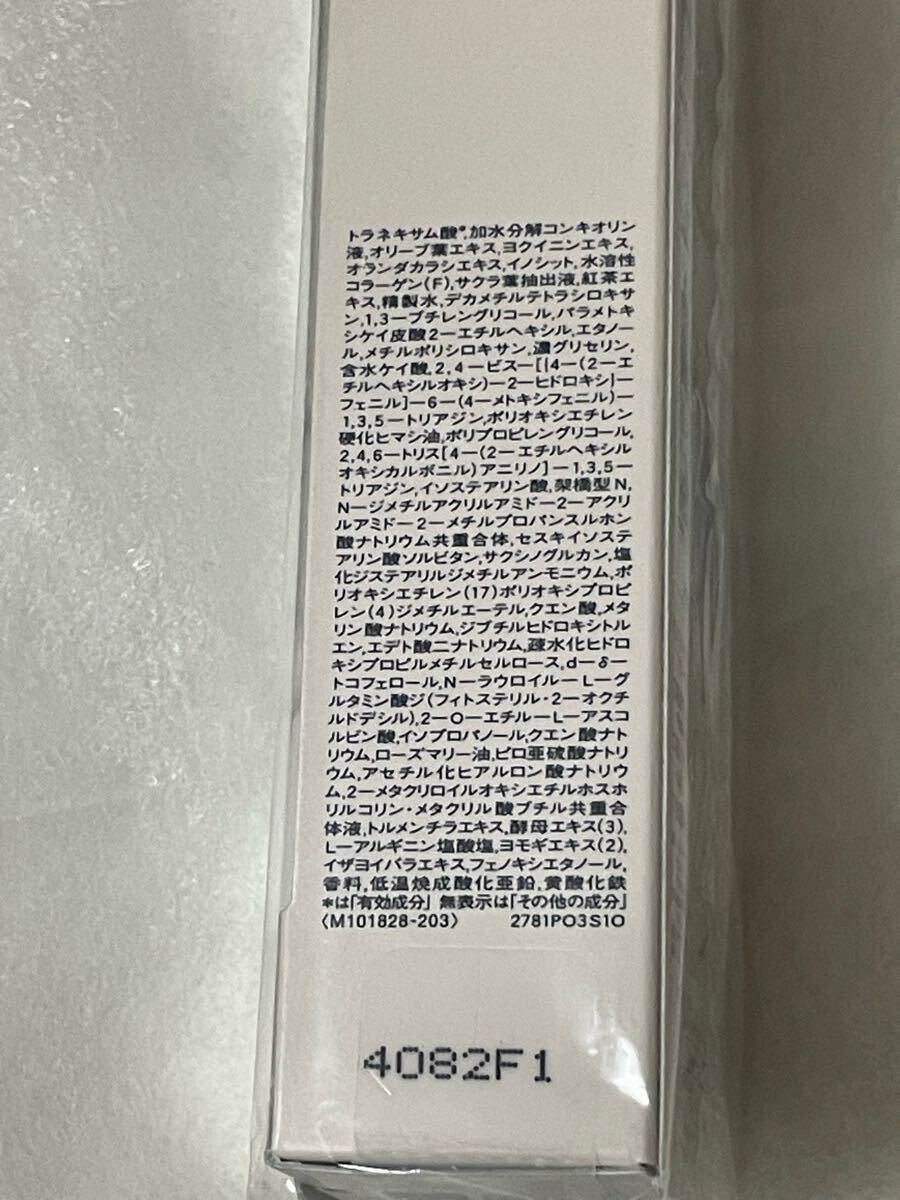 トラネキサム酸*,加水分解コンキオリン
液,オリーブ葉エキス,ヨクイニンエキス,
オランダカラシエキス,イノシット,水溶性
コラーゲン(F),サクラ葉抽出液,紅茶エ
キス,精製水,デカメチルテトラシロキサ
ン,1,3ーブチレングリコール,パラメトキ
シケイ皮酸2ーエチルヘキシル,エタノー
ル,メチルポリシロキサン,濃グリセリン,
含水ケイ酸,2,4ービスー[{4ー(2ーエ
チルヘキシルオキシ)ー2ーヒドロキシ}ー
フェニル]ー6ー(4ーメトキシフェニル)ー
1,3,5ートリアジン,ポリオキシエチレン
硬化ヒマシ油,ポリプロピレングリコール,
2,4,6ートリス[4ー(2ーエチルヘキシル
オキシカルボニル)アニリノ]ー1,3,5ー
トリアジン,イソステアリン酸,架橋型N,
Nージメチルアクリルアミドー2ーアクリ
ルアミドー2ーメチルプロパンスルホン
酸ナトリウム共重合体,セスキイソステ
アリン酸ソルビタン,サクシノグルカン,塩
化ジステアリルジメチルアンモニウム,ポ
リオキシエチレン(17)ポリオキシプロピ
レン(4)ジメチルエーテル,クエン酸,メタ
リン酸ナトリウム,ジブチルヒドロキシトル
エン,エデト酸二ナトリウム,疎水化ヒドロ
キシプロピルメチルセルロース,dーδー
トコフェロール,NーラウロイルーLーグ
ルタミン酸ジ(フィトステリル・2ーオクチ
ルドデシル),2ーOーエチルーLーアスコ
ルビン酸,イソプロパノール,クエン酸ナト
リウム,ローズマリー油,ピロ亜硫酸ナトリ
ウム,アセチル化ヒアルロン酸ナトリウ
ム,2ーメタクリロイルオキシエチルホスホ
リルコリン・メタクリル酸ブチル共重合
体液,トルメンチラエキス,酵母エキス(3),
Lーアルギニン塩酸塩,ヨモギエキス(2),
イザヨイバラエキス,フェノキシエタノール,
香料,低温焼成酸化亜鉛,黄酸化鉄
*は「有効成分」 無表示は「その他の成分」
〈M101828-203〉 2781P03S10
4082F1